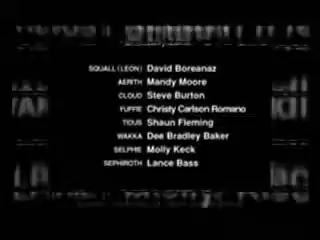 SQUALL (LEON) David Boreanaz
AERITH Mandy Moore
CLOUD Steve Burton
YUFFIE Christy Carlson Romano
TIDUS Shaun Fleming
WAKKA Dee Bradley Baker
SELPHIE Molly Keck
SEPHIROTH Lance Bass